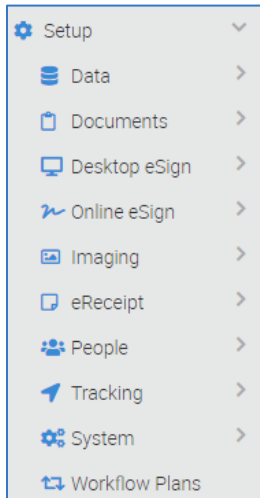 Setup
Data
Documents
Desktop eSign
Online eSign
Imaging
eReceipt
People
Tracking
System
Workflow Plans